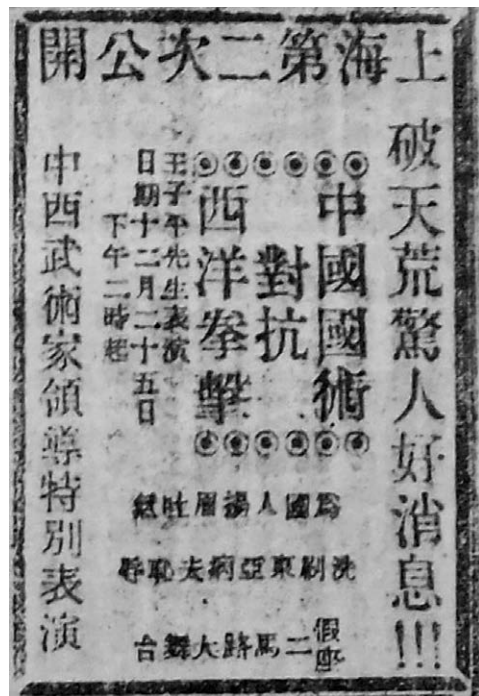 上海第二次公開
破天荒驚人好消息!!!
中國國術
對抗
西洋拳擊
王子平先生表演
日期十二月二十五日
下午二時起
爲國人揚眉吐氣
洗刷東亞病夫恥辱
假座二馬路大舞台
中西武術家領導特別表演